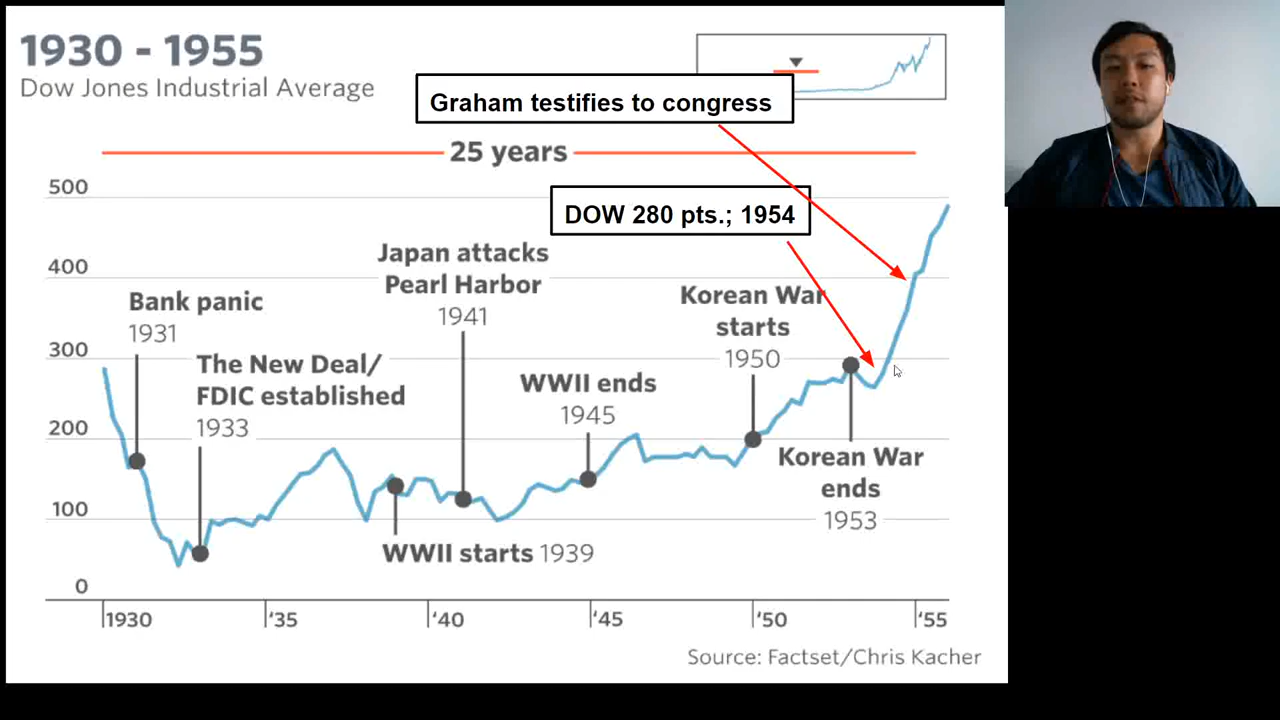 1930 - 1955
Dow Jones Industrial Average
Graham testifies to congress
25 years
500
DOW 280 pts.; 1954
400
Japan attacks
Pearl Harbor
1941
Bank panic
1931
Korean War
starts
1950
300
The New Deal/
FDIC established
1933
WWII ends
1945
200
Korean War
ends
1953
100
WWII starts 1939
0
1930
'35
'40
'45
'50
'55
Source: Factset/Chris Kacher